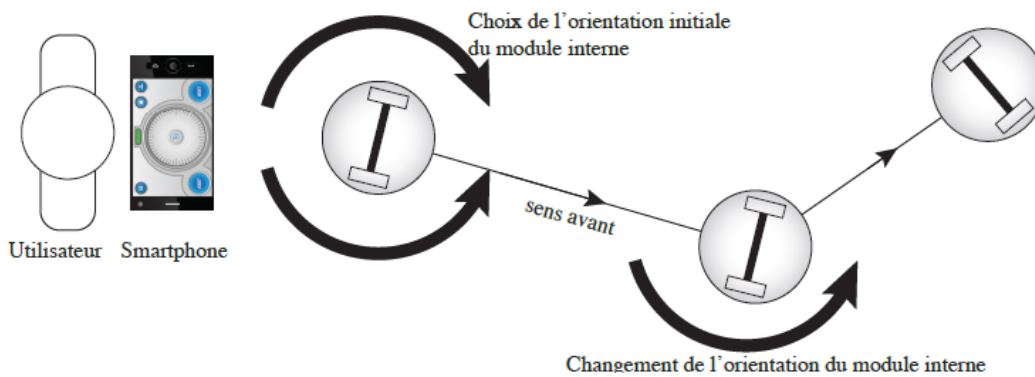 Choix de l'orientation initiale
du module interne
sens avant
Utilisateur
Smartphone
Changement de l'orientation du module interne